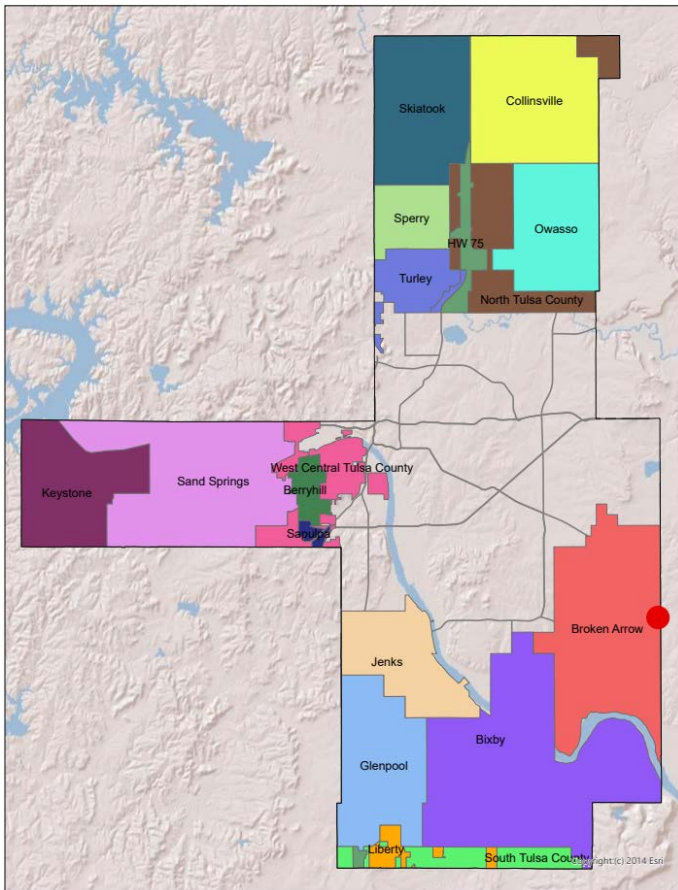 Skiatook
Collinsville
Sperry
Owasso
HW 75
Turley
North Tulsa County
West Central Tulsa County
Keystone
Sand Springs
Berryhill
Sapulpa
Broken Arrow
Jenks
Bixby
Glenpool
Liberty
South Tulsa County
Copyright:(c) 2014 Esri